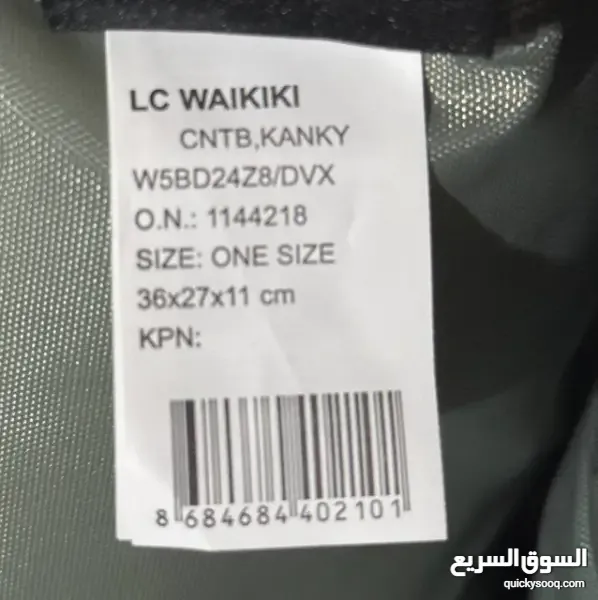 LC WAIKIKI
CNTB,KANKY
W5BD24Z8/DVX
O.N.: 1144218
SIZE: ONE SIZE
36x27x11 cm
KPN:
8 684684 402101
السوق السريع
quickysooq.com